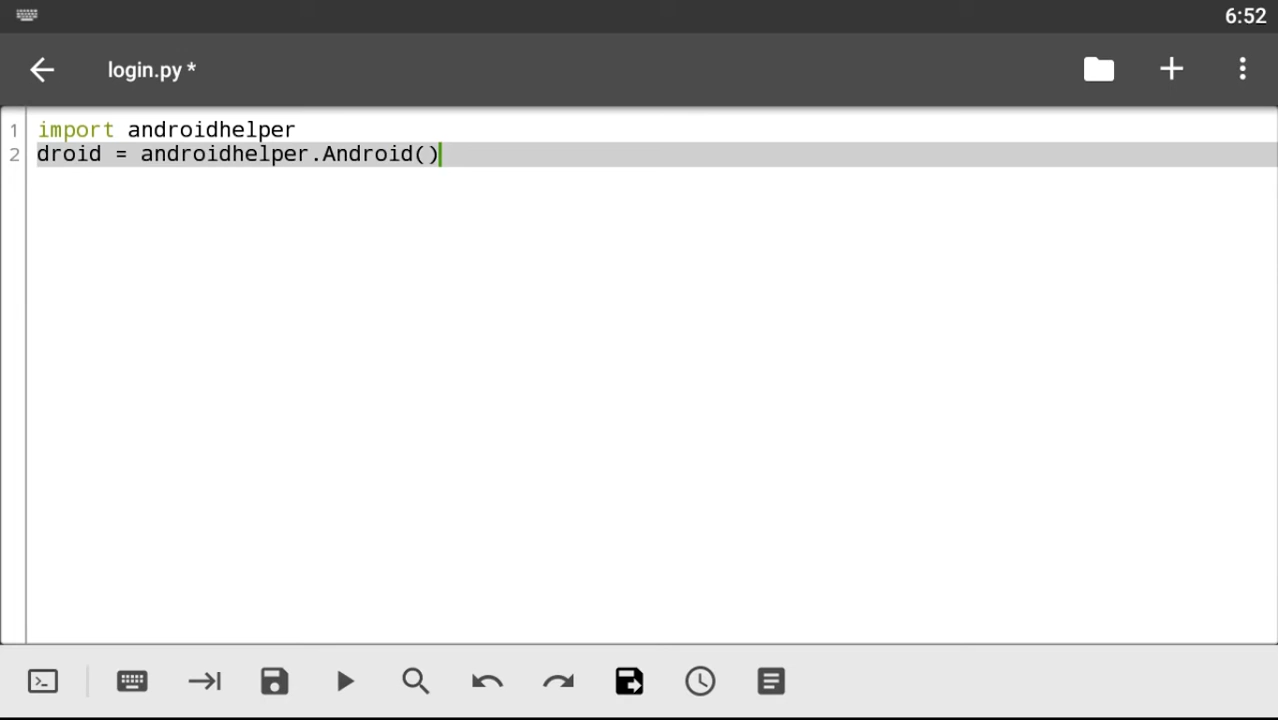 6:52
login.py *
1 import androidhelper
2 droid = androidhelper.Android()